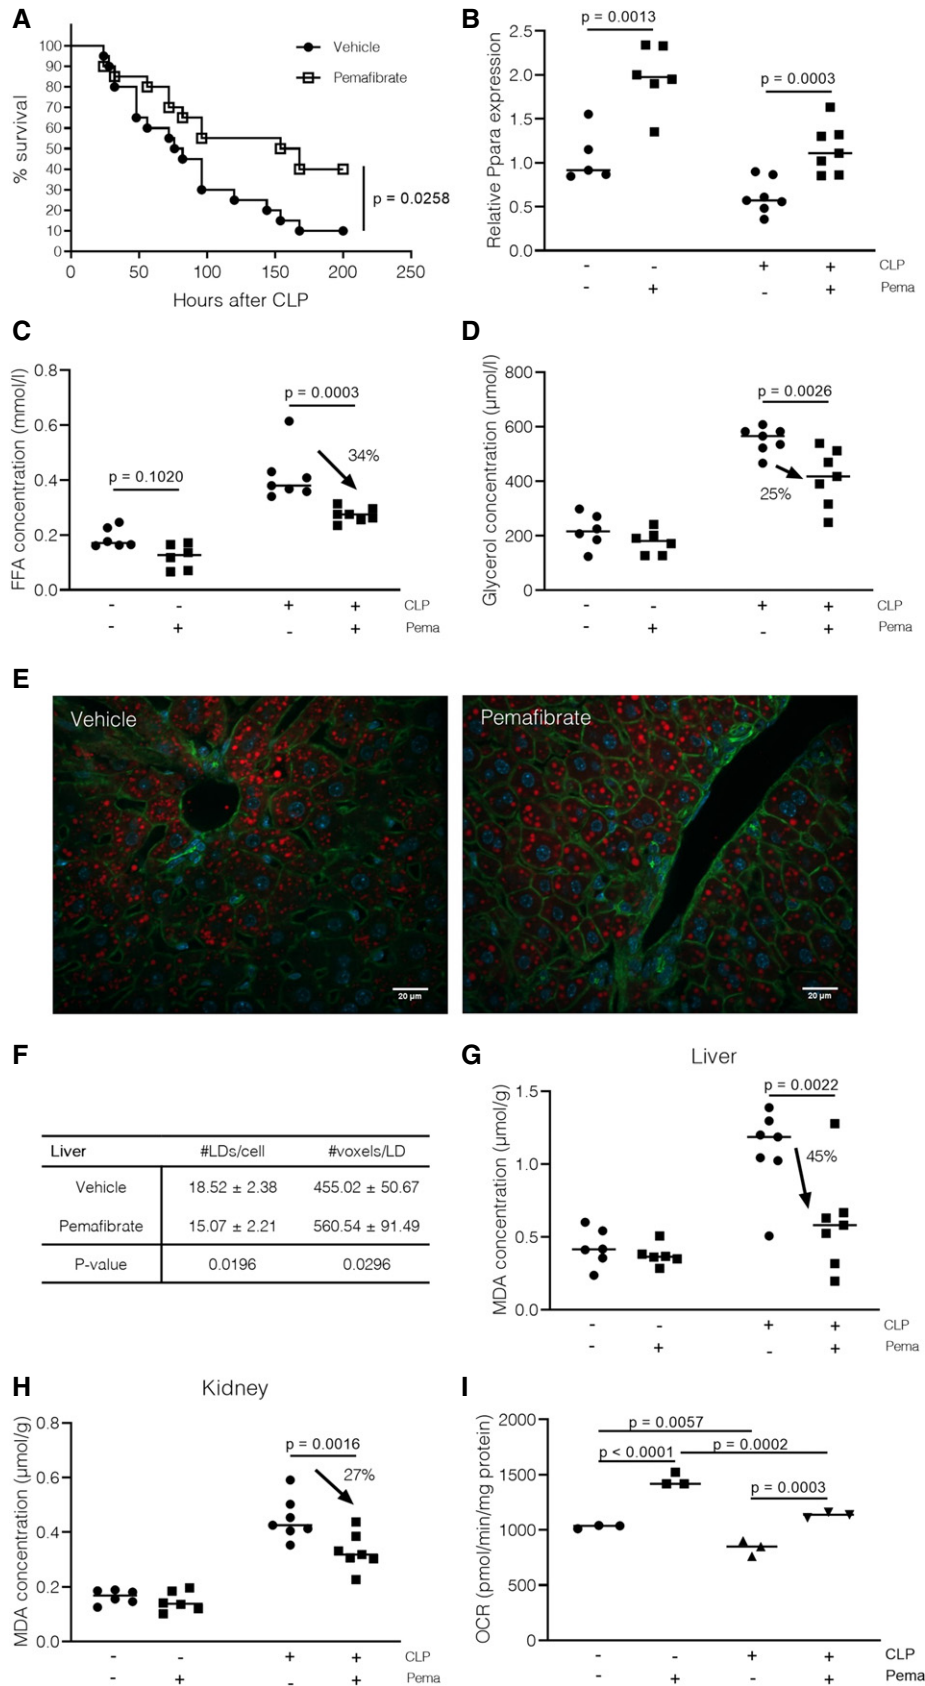 A
% survival
100
90
80
70
60
50
40
30
20
10
0
0 50 100 150 200 250
Hours after CLP
Vehicle
Pemafibrate
p = 0.0258
B
Relative Ppara expression
2.5
2.0
1.5
1.0
0.5
0.0
p = 0.0013
p = 0.0003
- - + + CLP
- + - + Pema
C
FFA concentration (mmol/l)
0.8
0.6
0.4
0.2
0.0
p = 0.1020
p = 0.0003
34%
- - + + CLP
- + - + Pema
D
Glycerol concentration (µmol/l)
800
600
400
200
0
p = 0.0026
25%
- - + + CLP
- + - + Pema
E
Vehicle
20 µm
Pemafibrate
20 µm
F
Liver #LDs/cell #voxels/LD
Vehicle 18.52 ± 2.38 455.02 ± 50.67
Pemafibrate 15.07 ± 2.21 560.54 ± 91.49
P-value 0.0196 0.0296
G
Liver
MDA concentration (µmol/g)
1.5
1.0
0.5
0.0
p = 0.0022
45%
- - + + CLP
- + - + Pema
H
Kidney
MDA concentration (µmol/g)
0.8
0.6
0.4
0.2
0.0
p = 0.0016
27%
- - + + CLP
- + - + Pema
I
OCR (pmol/min/mg protein)
2000
1500
1000
500
0
p = 0.0057
p < 0.0001
p = 0.0002
p = 0.0003
- - + + CLP
- + - + Pema